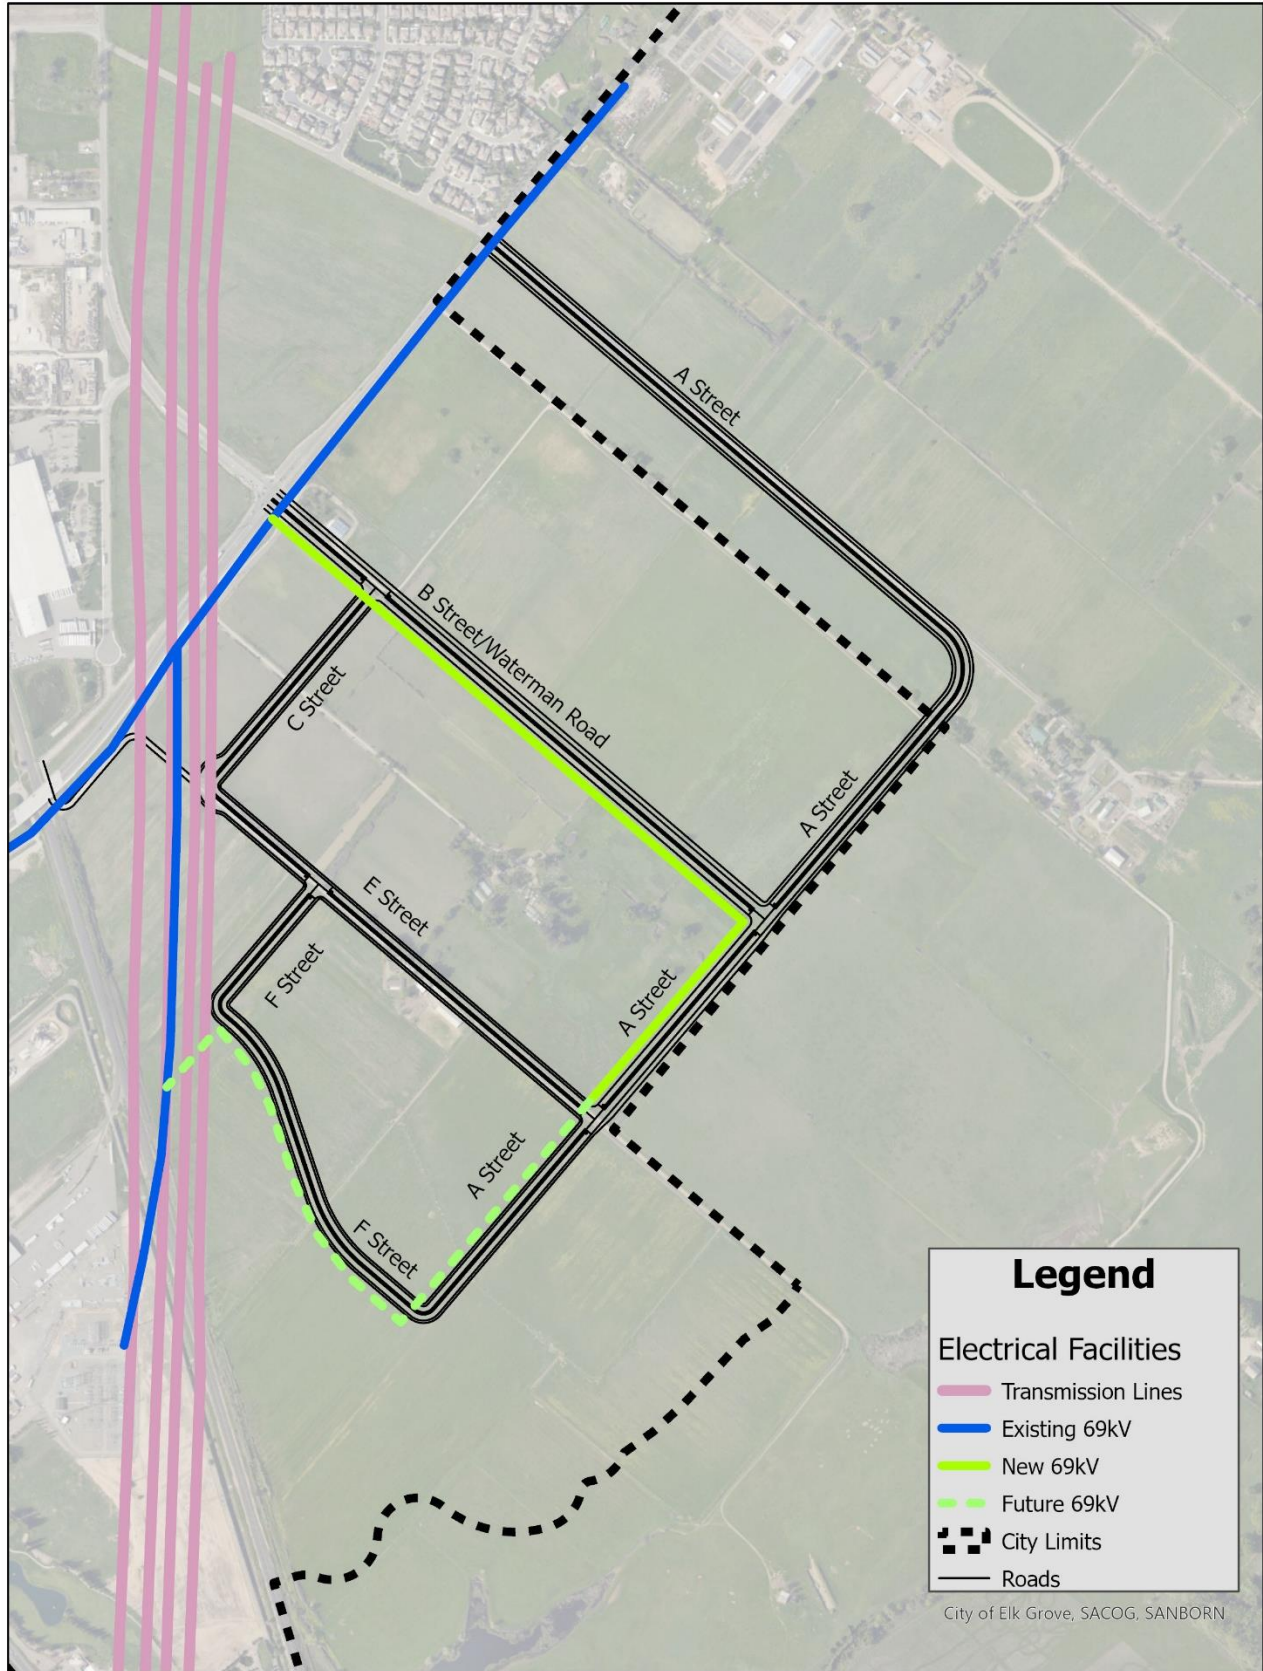 A Street
B Street/Waterman Road
C Street
A Street
E Street
F Street
A Street
A Street
F Street
Legend
Electrical Facilities
Transmission Lines
Existing 69kV
New 69kV
Future 69kV
City Limits
Roads
City of Elk Grove, SACOG, SANBORN